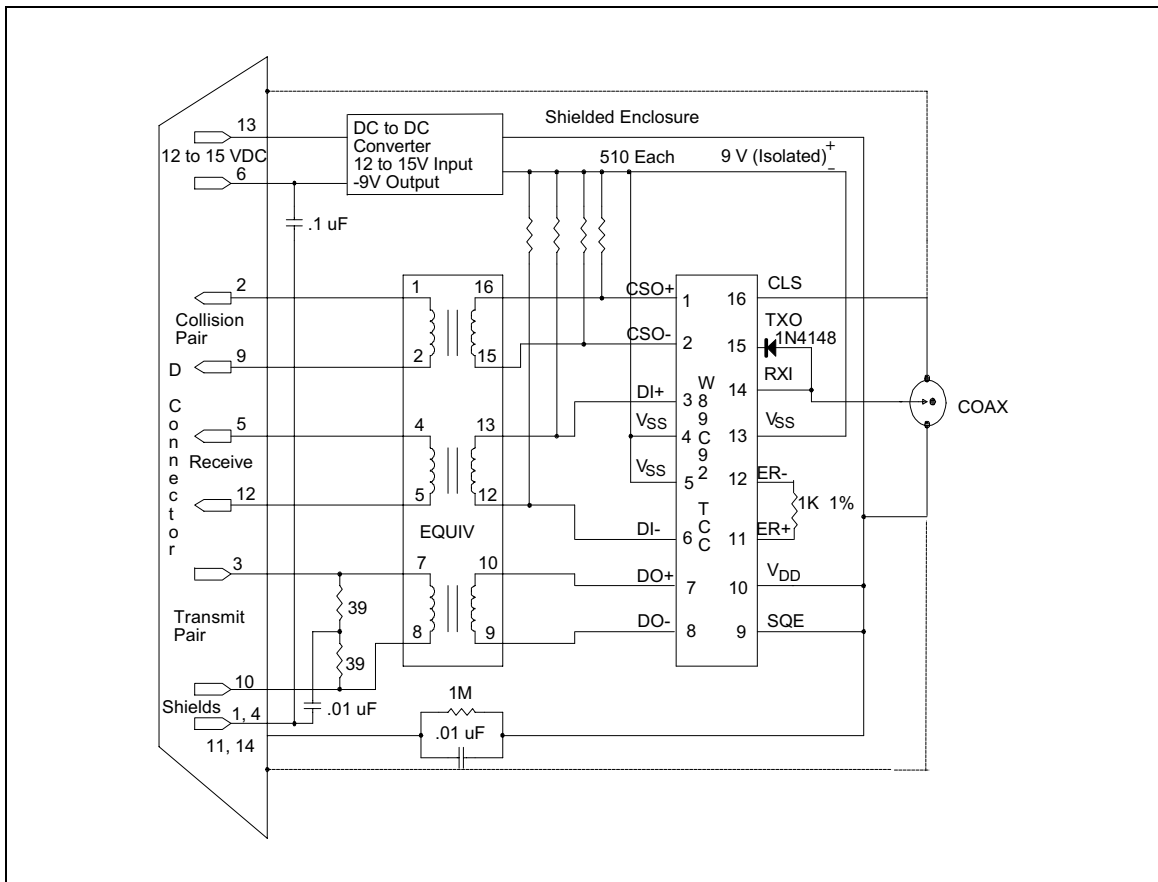 Shielded Enclosure
13
DC to DC
Converter
12 to 15V Input
-9V Output
12 to 15 VDC
6
510 Each
9 V (Isolated)
+
−
.1 uF
2
Collision
Pair
9
D Connector
5
Receive
12
3
Transmit
Pair
10
Shields
1, 4
11, 14
39
39
.01 uF
1
16
2
15
4
13
5
12
EQUIV
7
10
8
9
1M
.01 uF
CSO+
1
CSO-
2
DI+
3
VSS
4
VSS
5
DI-
6
DO+
7
DO-
8
W89C92
TCC
16
CLS
TXO
15
1N4148
14
RXI
13
VSS
12
ER-
1K 1%
11
ER+
10
VDD
9
SQE
COAX